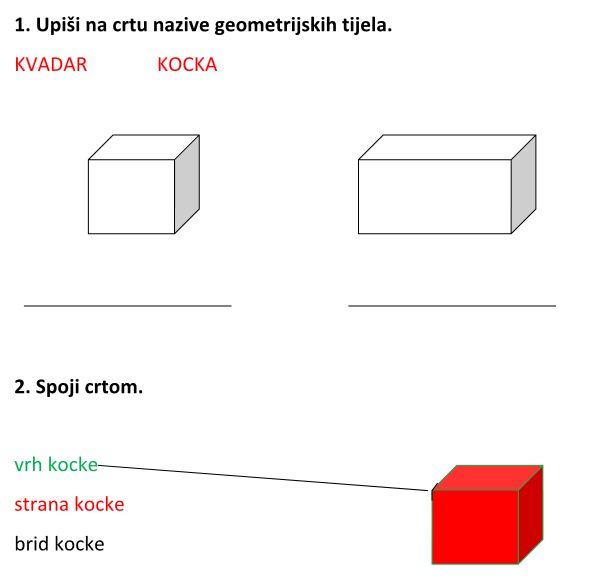 1. Upiši na crtu nazive geometrijskih tijela.
KVADAR KOCKA
2. Spoji crtom.
vrh kocke
strana kocke
brid kocke